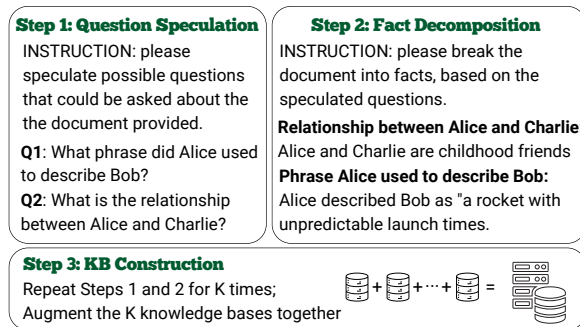 Step 1: Question Speculation
INSTRUCTION: please
speculate possible questions
that could be asked about the
the document provided.
Q1: What phrase did Alice used
to describe Bob?
Q2: What is the relationship
between Alice and Charlie?
Step 2: Fact Decomposition
INSTRUCTION: please break the
document into facts, based on the
speculated questions.
Relationship between Alice and Charlie
Alice and Charlie are childhood friends
Phrase Alice used to describe Bob:
Alice described Bob as "a rocket with
unpredictable launch times.
Step 3: KB Construction
Repeat Steps 1 and 2 for K times;
Augment the K knowledge bases together
+ + ... + =